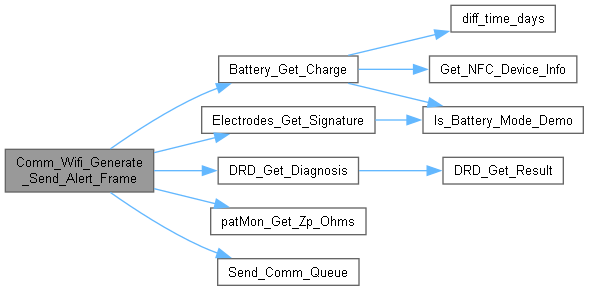 diff_time_days
Battery_Get_Charge
Get_NFC_Device_Info
Electrodes_Get_Signature
Is_Battery_Mode_Demo
Comm_Wifi_Generate
_Send_Alert_Frame
DRD_Get_Diagnosis
DRD_Get_Result
patMon_Get_Zp_Ohms
Send_Comm_Queue